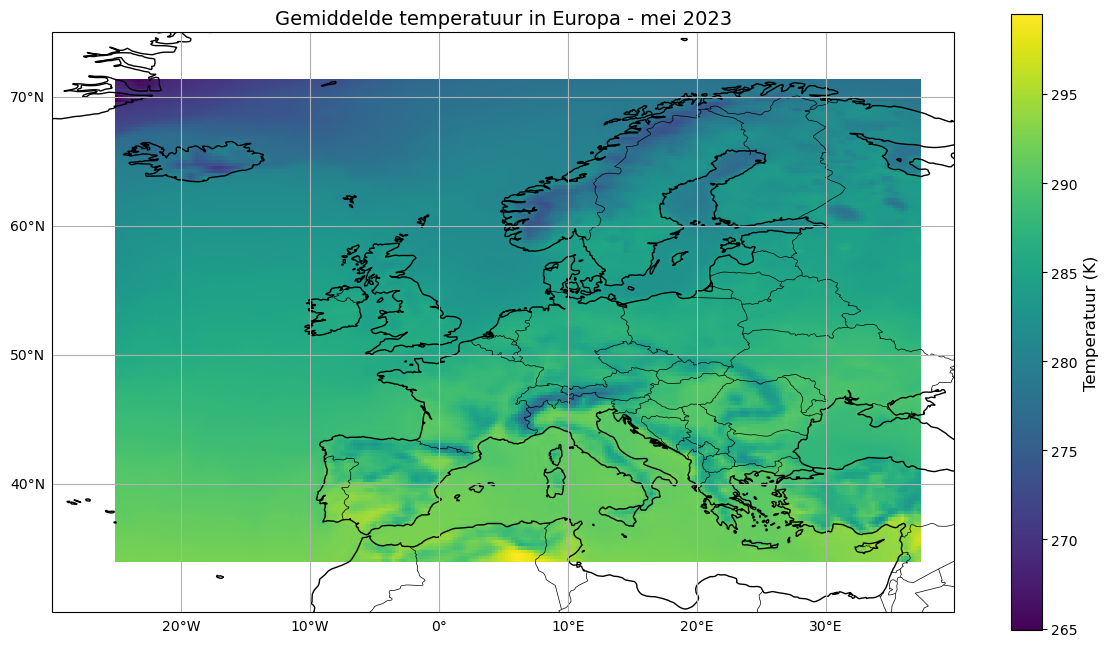 Gemiddelde temperatuur in Europa - mei 2023
70°N
60°N
50°N
40°N
20°W
10°W
0°
10°E
20°E
30°E
295
290
285
280
275
270
265
Temperatuur (K)